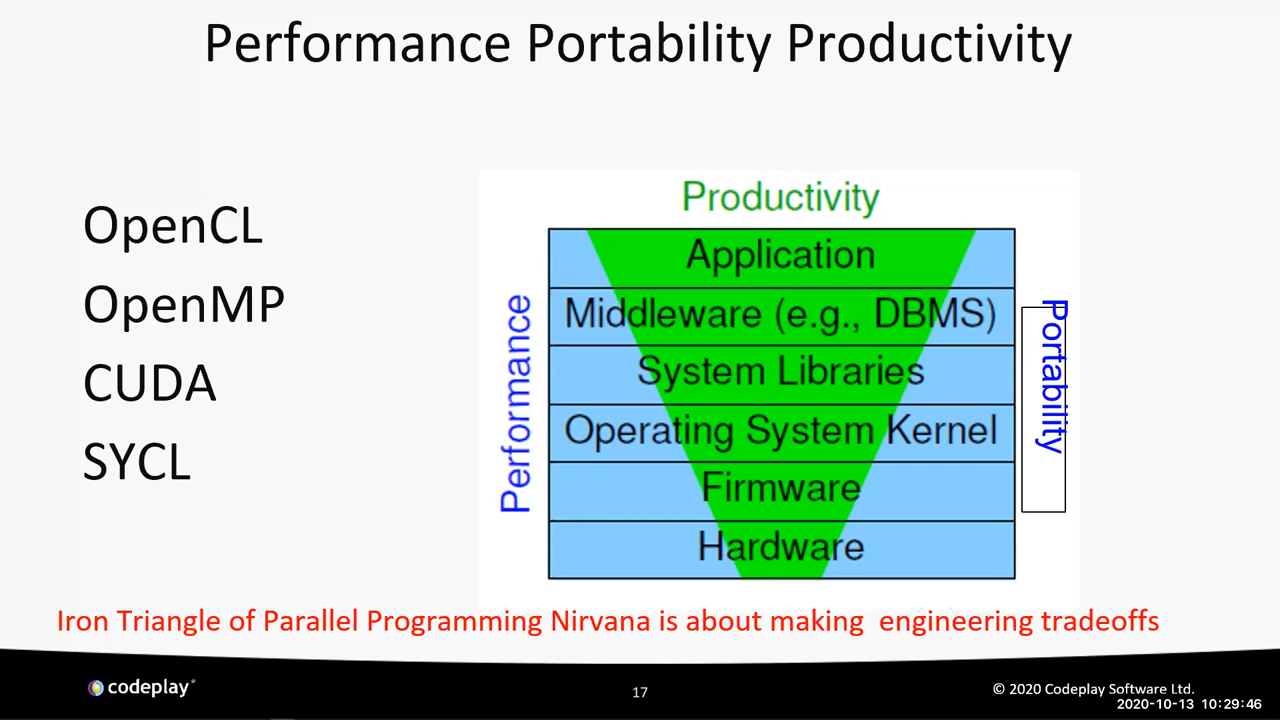 Performance Portability Productivity
OpenCL
OpenMP
CUDA
SYCL
Productivity
Performance
Application
Middleware (e.g., DBMS)
System Libraries
Operating System Kernel
Firmware
Hardware
Portability
Iron Triangle of Parallel Programming Nirvana is about making  engineering tradeoffs
codeplay®
17
© 2020 Codeplay Software Ltd.
2020-10-13 10:29:46